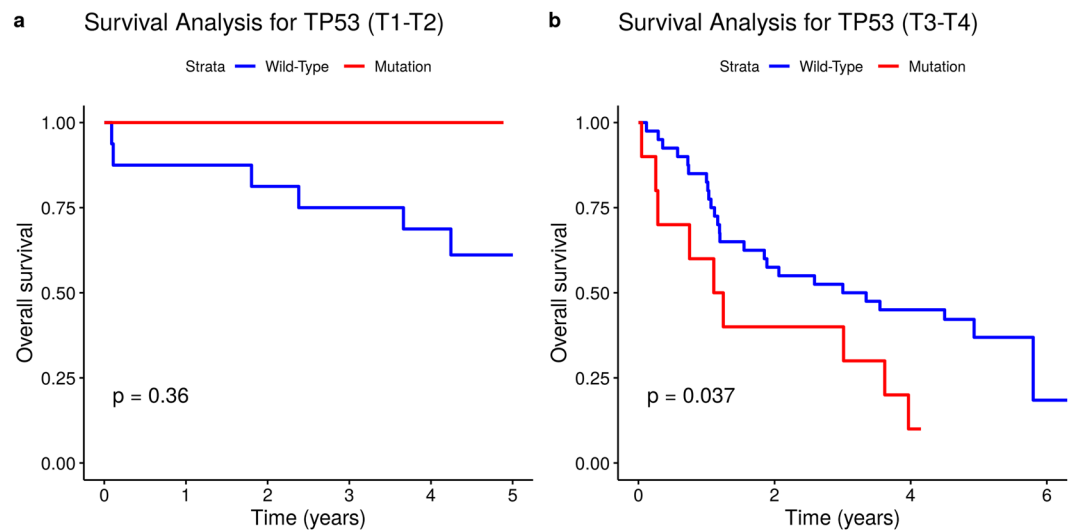 a
Survival Analysis for TP53 (T1-T2)
Strata Wild-Type Mutation
Overall survival
1.00
0.75
0.50
0.25
0.00
p = 0.36
0 1 2 3 4 5
Time (years)
b
Survival Analysis for TP53 (T3-T4)
Strata Wild-Type Mutation
Overall survival
1.00
0.75
0.50
0.25
0.00
p = 0.037
0 2 4 6
Time (years)